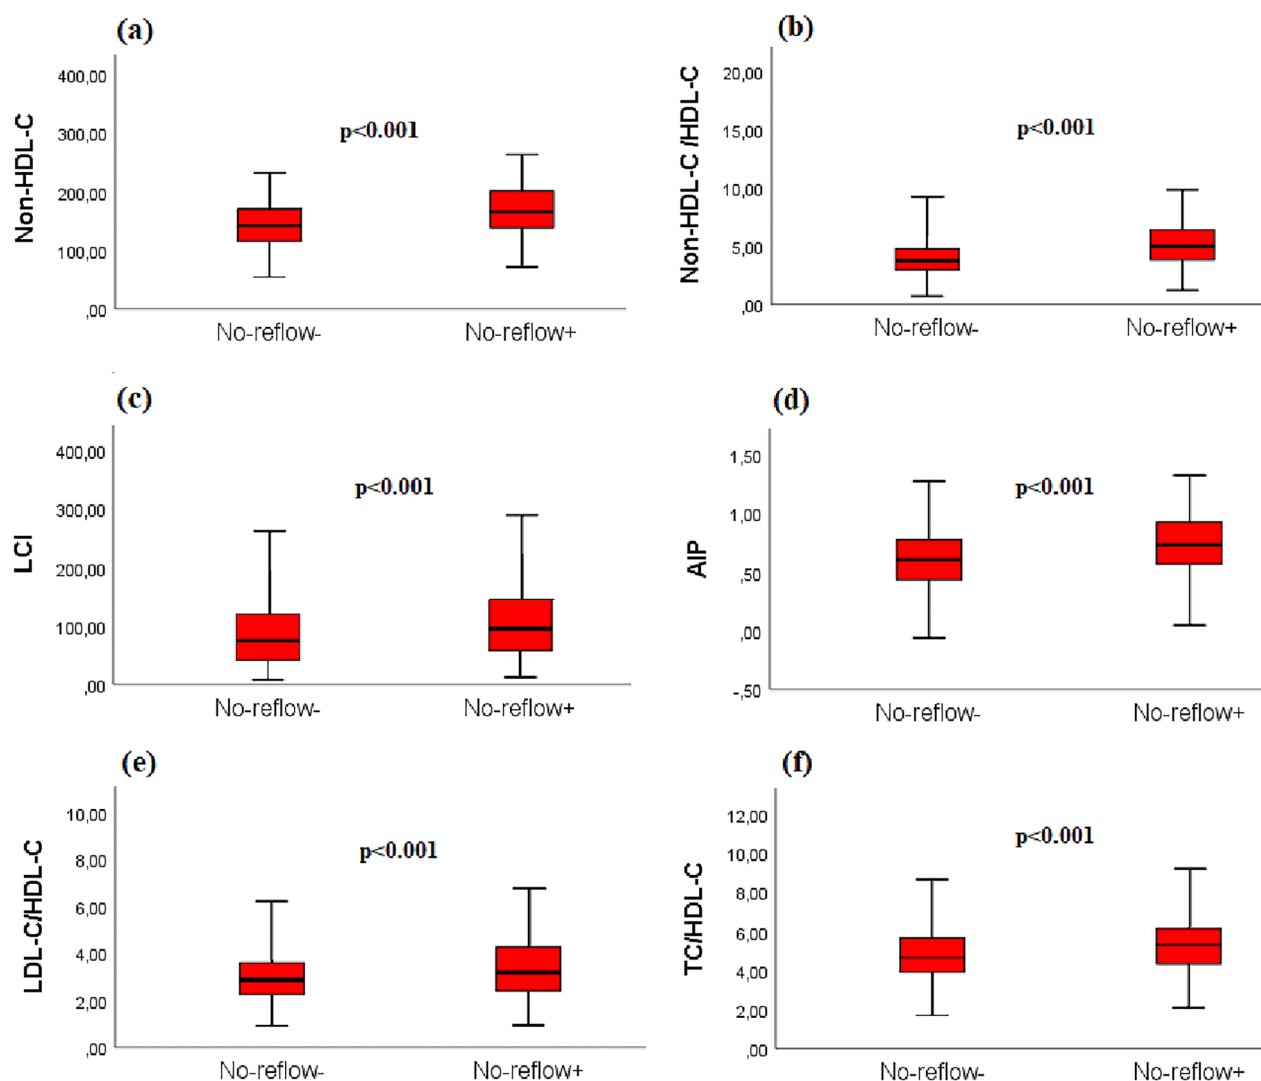 (a)
Non-HDL-C
400,00
300,00
200,00
100,00
,00
p<0.001
No-reflow-
No-reflow+
(b)
Non-HDL-C /HDL-C
20,00
15,00
10,00
5,00
,00
p<0.001
No-reflow-
No-reflow+
(c)
LCI
400,00
300,00
200,00
100,00
,00
p<0.001
No-reflow-
No-reflow+
(d)
AIP
1,50
1,00
,50
,00
-,50
p<0.001
No-reflow-
No-reflow+
(e)
LDL-C/HDL-C
10,00
8,00
6,00
4,00
2,00
,00
p<0.001
No-reflow-
No-reflow+
(f)
TC/HDL-C
12,00
10,00
8,00
6,00
4,00
2,00
,00
p<0.001
No-reflow-
No-reflow+